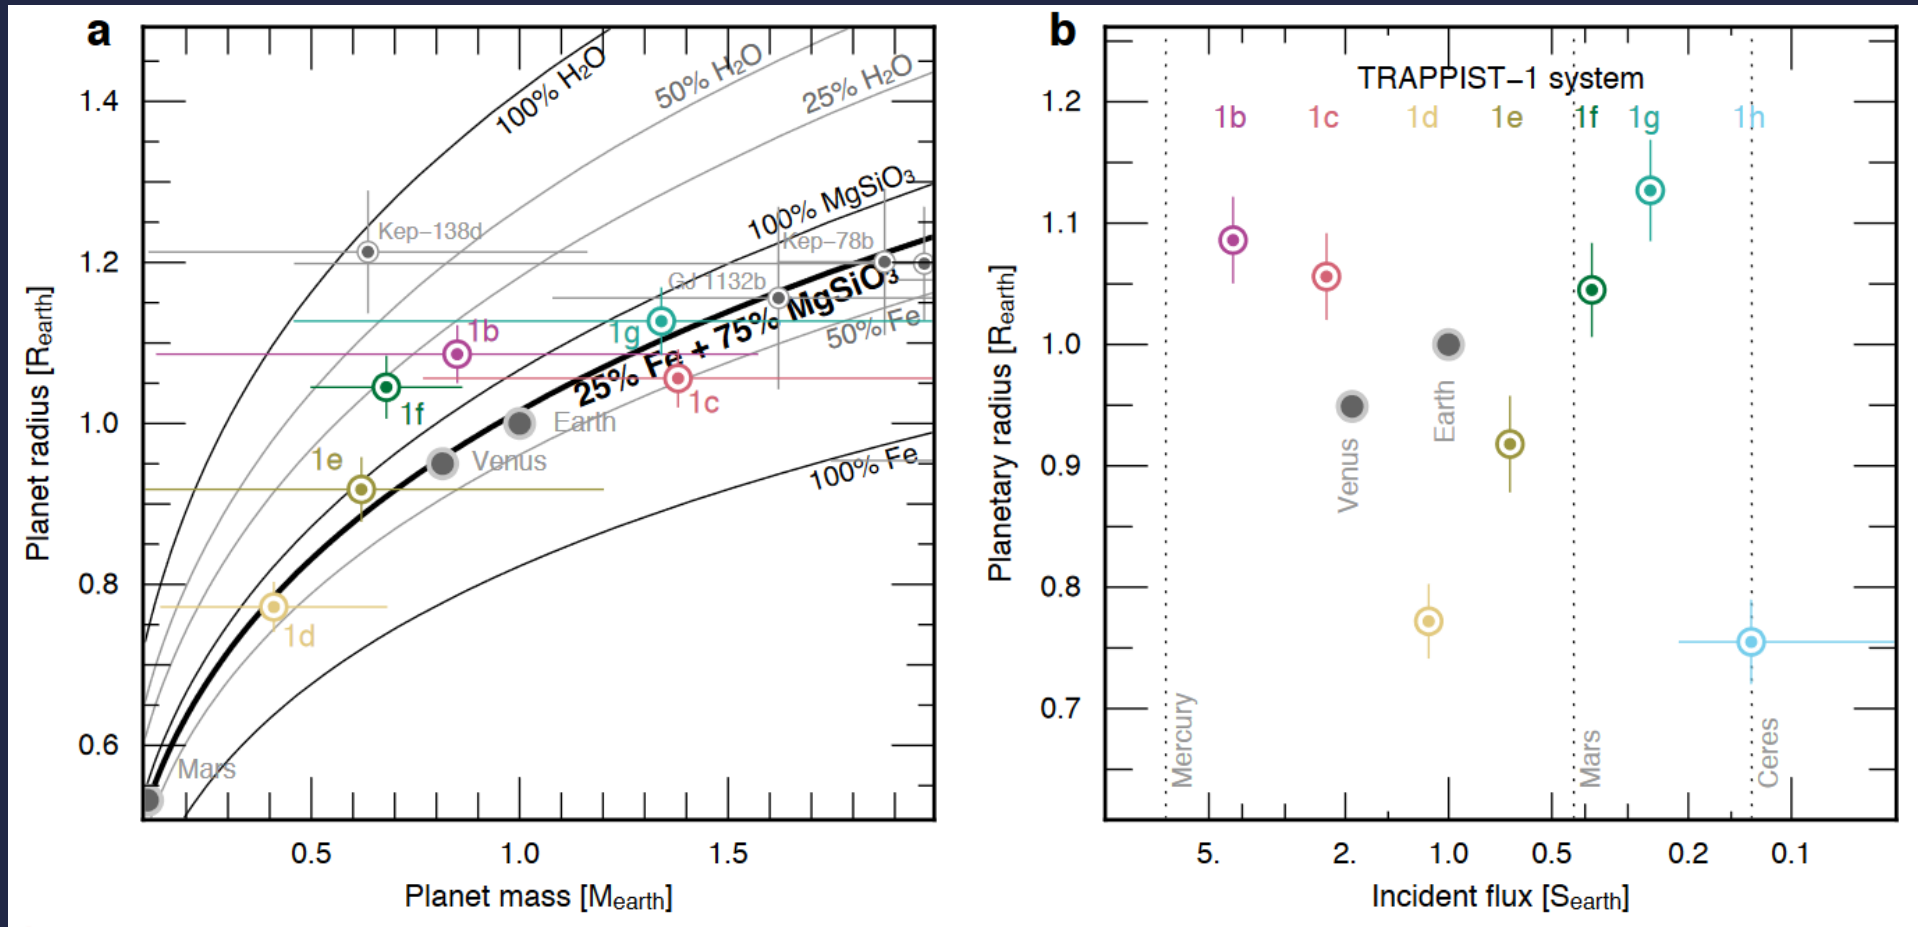 a
100% H₂O
50% H₂O
25% H₂O
100% MgSiO₃
Kep-138d
Kep-78b
GJ 1132b
25% Fe + 75% MgSiO₃
50% Fe
100% Fe
1b
1g
1f
1c
1e
1d
Earth
Venus
Mars
1.4
1.2
1.0
0.8
0.6
0.5
1.0
1.5
Planet radius [Rearth]
Planet mass [Mearth]
b
TRAPPIST-1 system
1b
1c
1d
1e
1f
1g
1h
Venus
Earth
Mercury
Mars
Ceres
1.2
1.1
1.0
0.9
0.8
0.7
5.
2.
1.0
0.5
0.2
0.1
Planetary radius [Rearth]
Incident flux [Searth]